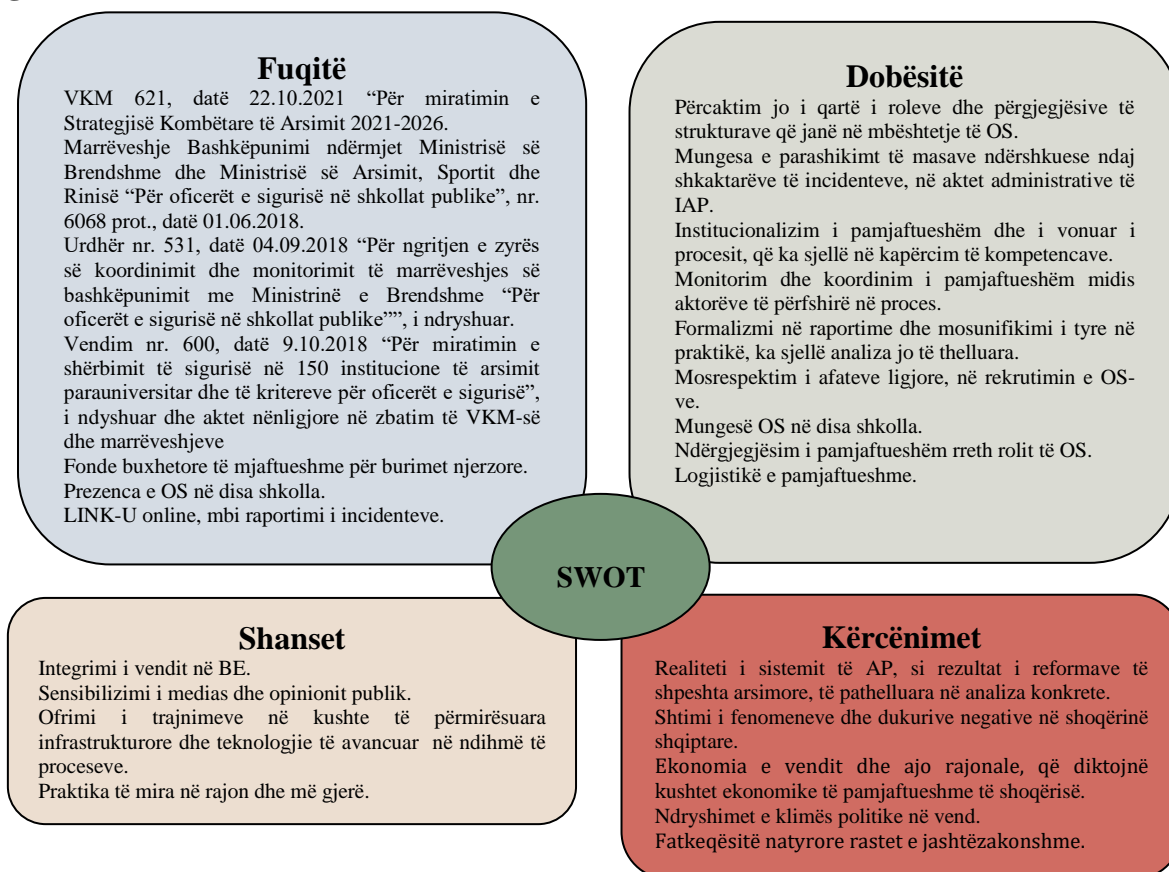 Fuqitë
VKM 621, datë 22.10.2021 “Për miratimin e
Strategjisë Kombëtare të Arsimit 2021-2026.
Marrëveshje Bashkëpunimi ndërmjet Ministrisë së
Brendshme dhe Ministrisë së Arsimit, Sportit dhe
Rinisë “Për oficerët e sigurisë në shkollat publike”, nr.
6068 prot., datë 01.06.2018.
Urdhër nr. 531, datë 04.09.2018 “Për ngritjen e zyrës
së koordinimit dhe monitorimit të marrëveshjes së
bashkëpunimit me Ministrinë e Brendshme “Për
oficerët e sigurisë në shkollat publike””, i ndryshuar.
Vendim nr. 600, datë 9.10.2018 “Për miratimin e
shërbimit të sigurisë në 150 institucione të arsimit
parauniversitar dhe të kritereve për oficerët e sigurisë”,
i ndyshuar dhe aktet nënligjore në zbatim të VKM-së
dhe marrëveshjeve
Fonde buxhetore të mjaftueshme për burimet njerzore.
Prezenca e OS në disa shkolla.
LINK-U online, mbi raportimi i incidenteve.
Dobësitë
Përcaktim jo i qartë i roleve dhe përgjegjësive të
strukturave që janë në mbështetje të OS.
Mungesa e parashikimt të masave ndërshkuese ndaj
shkaktarëve të incidenteve, në aktet administrative të
IAP.
Institucionalizim i pamjaftueshëm dhe i vonuar i
procesit, që ka sjellë në kapërcim të kompetencave.
Monitorim dhe koordinim i pamjaftueshëm midis
aktorëve të përfshirë në proces.
Formalizmi në raportime dhe mosunifikimi i tyre në
praktikë, ka sjellë analiza jo të thelluara.
Mosrespektim i afateve ligjore, në rekrutimin e OS-
ve.
Mungesë OS në disa shkolla.
Ndërgjegjësim i pamjaftueshëm rreth rolit të OS.
Logjistikë e pamjaftueshme.
SWOT
Shanset
Integrimi i vendit në BE.
Sensibilizimi i medias dhe opinionit publik.
Ofrimi i trajnimeve në kushte të përmirësuara
infrastrukturore dhe teknologjie të avancuar në ndihmë të
proceseve.
Praktika të mira në rajon dhe më gjerë.
Kërcënimet
Realiteti i sistemit të AP, si rezultat i reformave të
shpeshta arsimore, të pathelluara në analiza konkrete.
Shtimi i fenomeneve dhe dukurive negative në shoqërinë
shqiptare.
Ekonomia e vendit dhe ajo rajonale, që diktojnë
kushtet ekonomike të pamjaftueshme të shoqërisë.
Ndryshimet e klimës politike në vend.
Fatkeqësitë natyrore rastet e jashtëzakonshme.